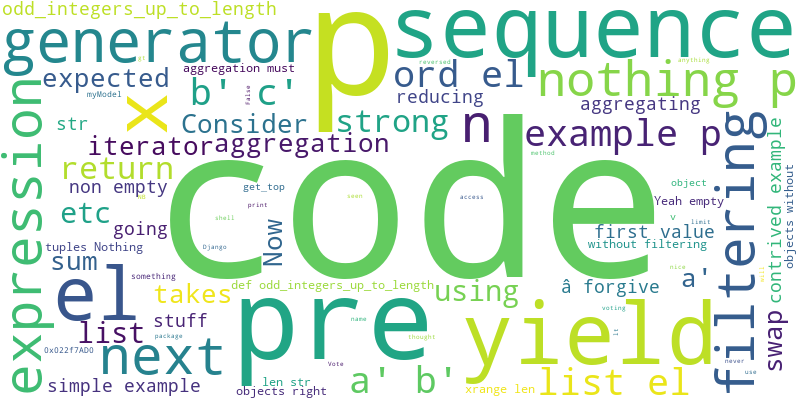 odd_integers_up_to_length
generator
p
sequence
expected
aggregation must
ord el
nothing p
reversed
anything
myModel
False
b' c'
reducing
aggregating
x
str
Consider
strong
n
example p
expression
iterator
aggregation
filtering
contrived example
return
code
non empty
get_top
seen
access
object
method
Yeah empty
etc
going
print
v
limit
first value
Now
shell
tuples Nothing
Django
without filtering
objects without
sum
something
el
nice
a'
def odd_integers_up_to_length
â forgive
takes
pre
using
yield
list
stuff
name
voting
swap
0x022f7AD0
package
thought
lt
next
Vote
never
simple example
len str
a' b'
xrange len
list el
use
objects right